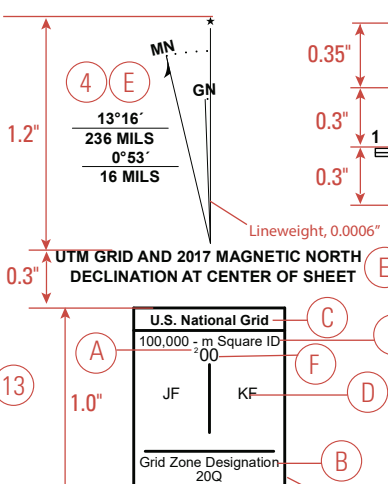 ★
MN
GN
4 E
13°16´
236 MILS
0°53´
16 MILS
1.2"
0.35"
0.3"
1
0.3"
Lineweight, 0.0006"
UTM GRID AND 2017 MAGNETIC NORTH
DECLINATION AT CENTER OF SHEET
E
0.3"
U.S. National Grid
C
100,000 - m Square ID
A
²00
F
13
1.0"
JF KF
D
Grid Zone Designation
B
20Q